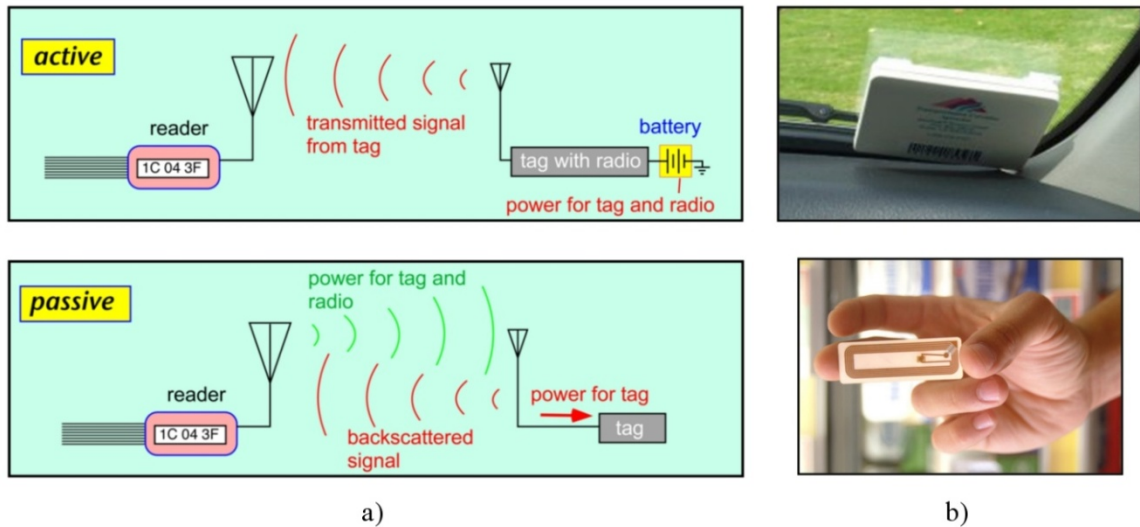 active
reader
1C 04 3F
transmitted signal
from tag
battery
tag with radio
power for tag and radio
passive
power for tag and
radio
reader
1C 04 3F
backscattered
signal
power for tag
tag
a)
b)